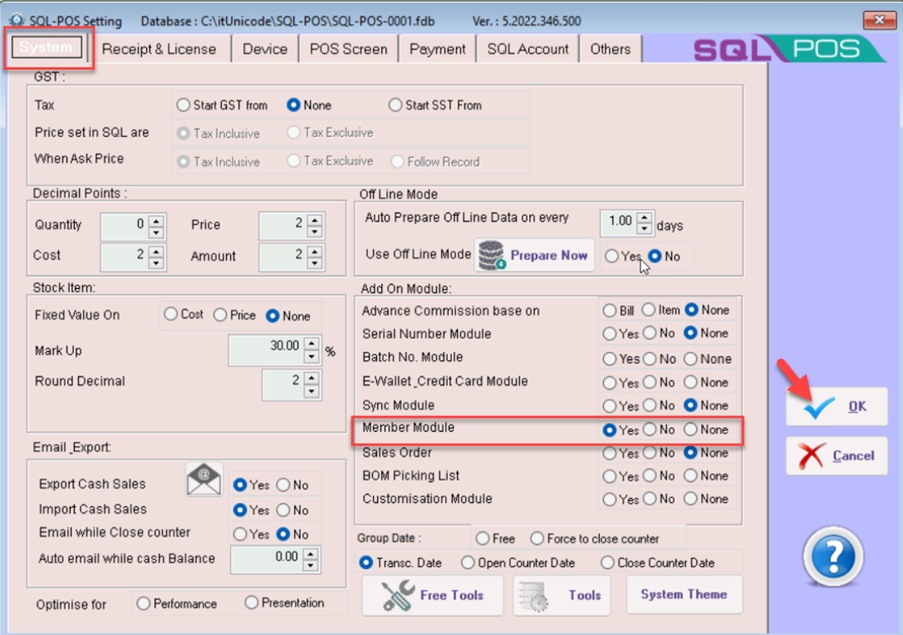 SQL-POS Setting Database : C:\itUnicode\SQL-POS\SQL-POS-0001.fdb Ver. : 5.2022.346.500
System Receipt & License Device POS Screen Payment SQL Account Others SQL POS
GST :
Tax Start GST from None Start SST From
Price set in SQL are Tax Inclusive Tax Exclusive
When Ask Price Tax Inclusive Tax Exclusive Follow Record
Decimal Points :
Quantity 0 Price 2
Cost 2 Amount 2
Off Line Mode
Auto Prepare Off Line Data on every 1.00 days
Use Off Line Mode Prepare Now Yes No
Stock Item:
Fixed Value On Cost Price None
Mark Up 30.00 %
Round Decimal 2
Add On Module:
Advance Commission base on Bill Item None
Serial Number Module Yes No None
Batch No. Module Yes No None
E-Wallet_Credit Card Module Yes No None
Sync Module Yes No None
Member Module Yes No None
Sales Order Yes No None
BOM Picking List Yes No None
Customisation Module Yes No None
OK
Cancel
Email_Export:
Export Cash Sales Yes No
Import Cash Sales Yes No
Email while Close counter Yes No
Auto email while cash Balance 0.00
Optimise for Performance Presentation
Group Date : Free Force to close counter
Transc. Date Open Counter Date Close Counter Date
Free Tools Tools System Theme